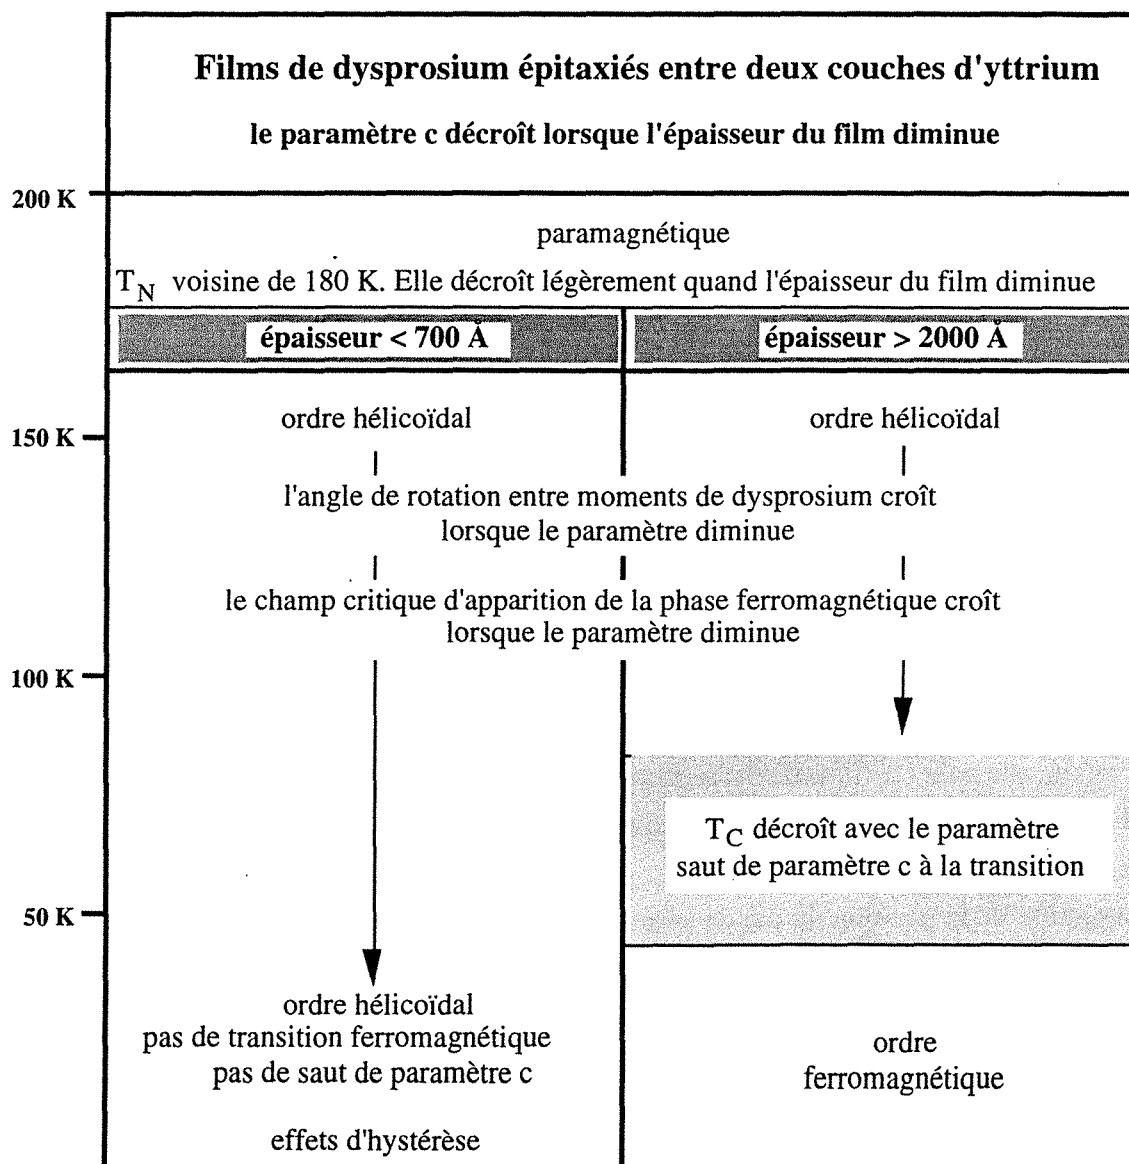 Films de dysprosium épitaxiés entre deux couches d'yttrium
le paramètre c décroît lorsque l'épaisseur du film diminue
200 K
paramagnétique
T_N voisine de 180 K. Elle décroît légèrement quand l'épaisseur du film diminue
épaisseur < 700 Å
épaisseur > 2000 Å
ordre hélicoïdal
ordre hélicoïdal
150 K
l'angle de rotation entre moments de dysprosium croît
lorsque le paramètre diminue
le champ critique d'apparition de la phase ferromagnétique croît
lorsque le paramètre diminue
100 K
T_C décroît avec le paramètre
saut de paramètre c à la transition
50 K
ordre hélicoïdal
pas de transition ferromagnétique
pas de saut de paramètre c
effets d'hystérèse
ordre
ferromagnétique